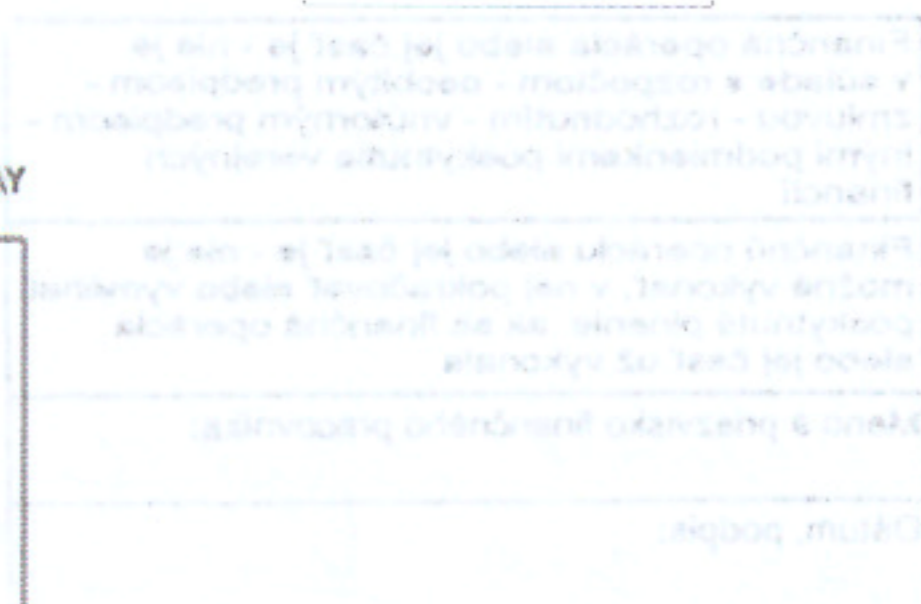 Finančná operácia alebo jej časť je - nie je
v súlade s rozpočtom - osobitým predpisom -
zmluvou - rozhodnutím - vnútorným predpisom -
inými podmienkami poskytnutia verejných
financií
AY
Finančnú operáciu alebo jej časť je - nie je
možné vykonať, v nej pokračovať alebo vymáhať
poskytnuté plnenie, ak sa finančná operácia
alebo jej časť už vykonala
Meno a priezvisko finančného pracovníka:
Dátum, podpis: